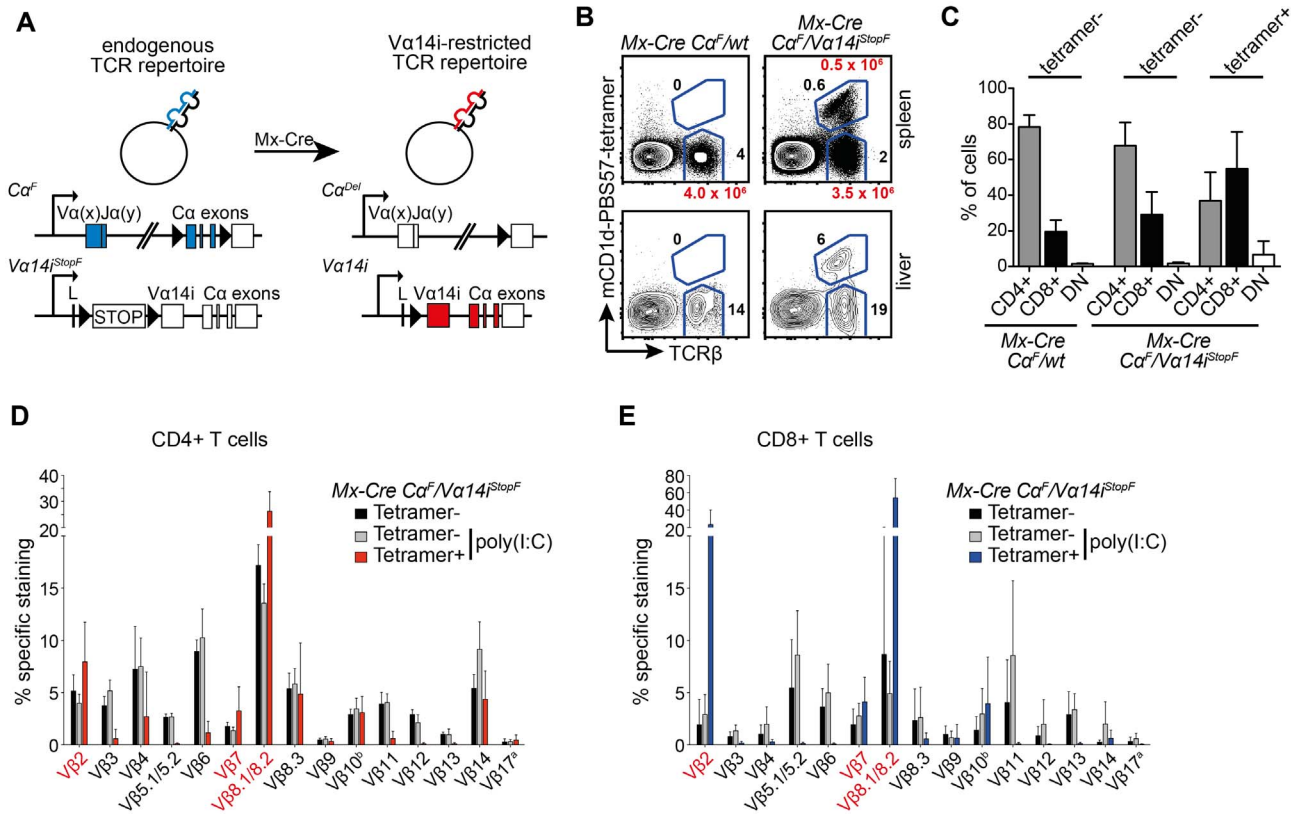 A
endogenous
TCR repertoire
Vα14i-restricted
TCR repertoire
Mx-Cre
CαF
Vα(x)Jα(y)
Cα exons
CαDel
Vα(x)Jα(y)
Vα14iStopF
L
STOP
Vα14i
Cα exons
Vα14i
L
Vα14i
Cα exons
B
Mx-Cre CαF/wt
Mx-Cre
CαF/Vα14iStopF
0.5 x 10⁶
0
0.6
4
2
spleen
4.0 x 10⁶
3.5 x 10⁶
0
6
14
19
liver
mCD1d-PBS57-tetramer
TCRβ
C
tetramer-
tetramer-
tetramer+
% of cells
100
80
60
40
20
0
CD4+
CD8+
DN
CD4+
CD8+
DN
CD4+
CD8+
DN
Mx-Cre
CαF/wt
Mx-Cre
CαF/Vα14iStopF
D
CD4+ T cells
% specific staining
40
30
20
20
15
10
5
0
Mx-Cre CαF/Vα14iStopF
Tetramer-
Tetramer-
Tetramer+
poly(I:C)
Vβ2
Vβ3
Vβ4
Vβ5.1/5.2
Vβ6
Vβ7
Vβ8.1/8.2
Vβ8.3
Vβ9
Vβ10ᵇ
Vβ11
Vβ12
Vβ13
Vβ14
Vβ17ᵃ
E
CD8+ T cells
% specific staining
80
60
40
20
20
15
10
5
0
Mx-Cre CαF/Vα14iStopF
Tetramer-
Tetramer-
Tetramer+
poly(I:C)
Vβ2
Vβ3
Vβ4
Vβ5.1/5.2
Vβ6
Vβ7
Vβ8.1/8.2
Vβ8.3
Vβ9
Vβ10ᵇ
Vβ11
Vβ12
Vβ13
Vβ14
Vβ17ᵃ